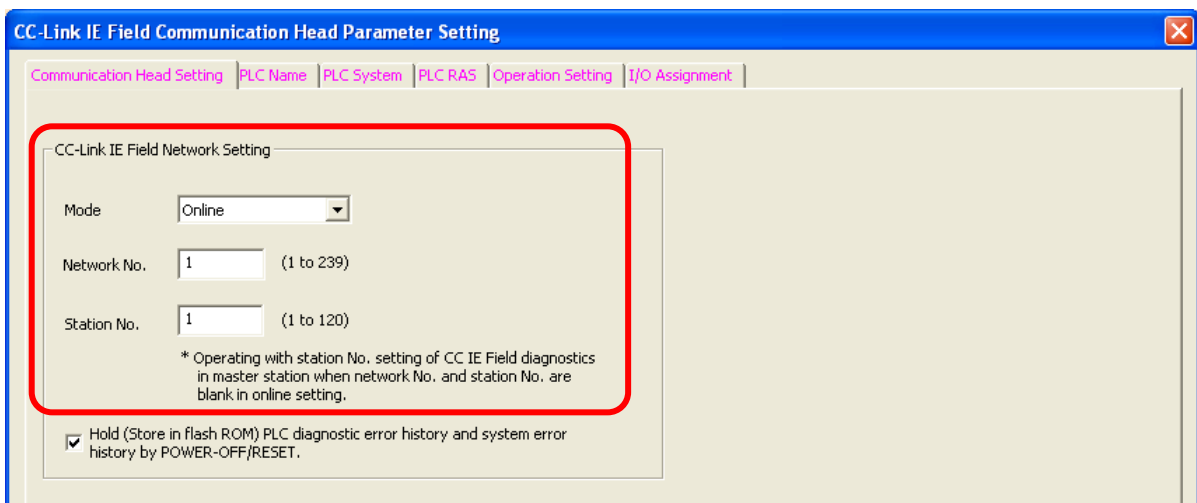 CC-Link IE Field Communication Head Parameter Setting
Communication Head Setting PLC Name PLC System PLC RAS Operation Setting I/O Assignment
CC-Link IE Field Network Setting
Mode Online
Network No. 1 (1 to 239)
Station No. 1 (1 to 120)
* Operating with station No. setting of CC IE Field diagnostics
in master station when network No. and station No. are
blank in online setting.
Hold (Store in flash ROM) PLC diagnostic error history and system error
history by POWER-OFF/RESET.